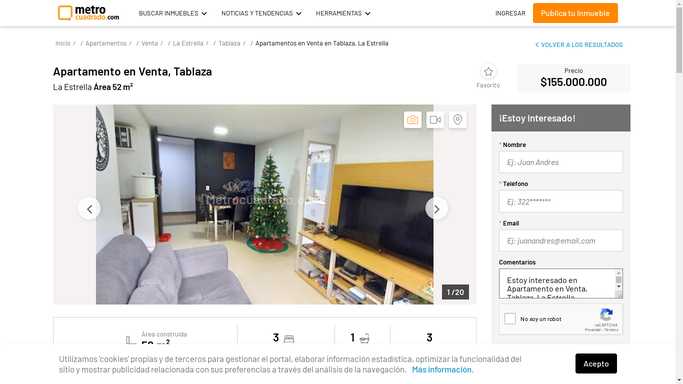 metro
cuadrado.com
BUSCAR INMUEBLES
NOTICIAS Y TENDENCIAS
HERRAMIENTAS
INGRESAR
Publica tu Inmueble
Inicio / / Apartamentos / / Venta / / La Estrella / / Tablaza / / Apartamentos en Venta en Tablaza, La Estrella
VOLVER A LOS RESULTADOS
Apartamento en Venta, Tablaza
La Estrella Área 52 m²
Favorito
Precio
$155.000.000
Metrocuadrado.com
1 / 20
¡Estoy Interesado!
* Nombre
Ej: Juan Andres
* Teléfono
Ej: 322*******
* Email
Ej: juanandres@email.com
Comentarios
Estoy interesado en
Apartamento en Venta,
Tablaza, La Estrella
No soy un robot
reCAPTCHA
Privacidad - Términos
Área construida
52 m²
3
1
3
Utilizamos 'cookies' propias y de terceros para gestionar el portal, elaborar información estadística, optimizar la funcionalidad del
sitio y mostrar publicidad relacionada con sus preferencias a través del análisis de la navegación. Más información.
Acepto